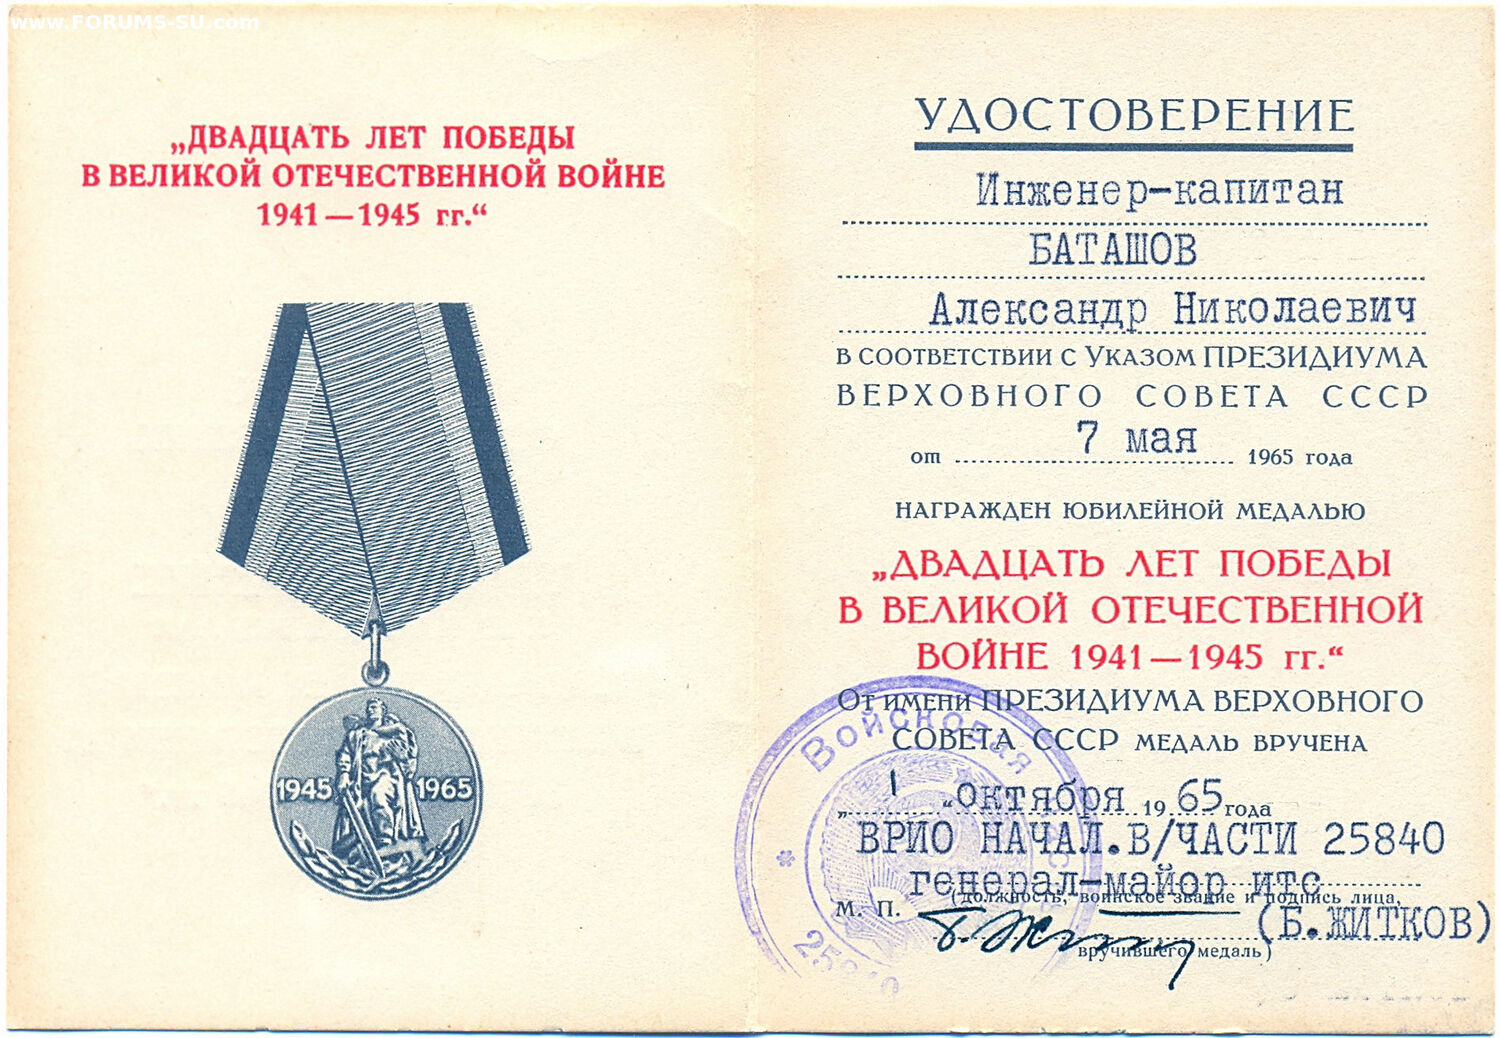 www.FORUMS-SU.com
„ДВАДЦАТЬ ЛЕТ ПОБЕДЫ
В ВЕЛИКОЙ ОТЕЧЕСТВЕННОЙ ВОЙНЕ
1941—1945 гг.“
1945 1965
УДОСТОВЕРЕНИЕ
Инженер-капитан
БАТАШОВ
Александр Николаевич
В СООТВЕТСТВИИ С УКАЗОМ ПРЕЗИДИУМА
ВЕРХОВНОГО СОВЕТА СССР
от 7 мая 1965 года
НАГРАЖДЕН ЮБИЛЕЙНОЙ МЕДАЛЬЮ
„ДВАДЦАТЬ ЛЕТ ПОБЕДЫ
В ВЕЛИКОЙ ОТЕЧЕСТВЕННОЙ
ВОЙНЕ 1941—1945 гг.“
ОТ ИМЕНИ ПРЕЗИДИУМА ВЕРХОВНОГО
СОВЕТА СССР МЕДАЛЬ ВРУЧЕНА
„1“ октября 1965 года
ВРИО НАЧАЛ.В/ЧАСТИ 25840
генерал-майор итс
(должность, воинское звание и подпись лица,
М. П.
(Б.ЖИТКОВ)
вручившего медаль)
Войсковая
25840